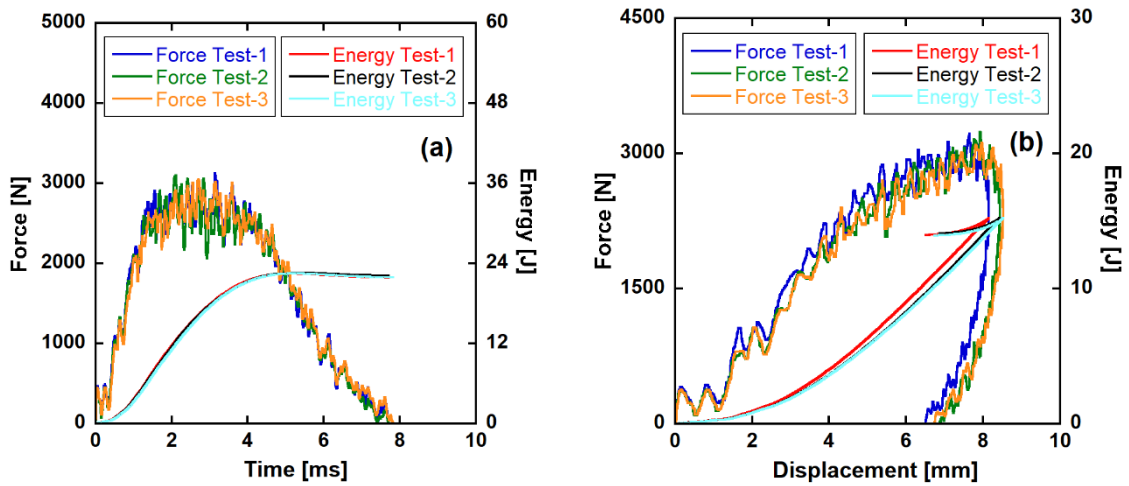 5000
4000
3000
2000
1000
0
Force [N]
60
48
36
24
12
0
Energy [J]
Force Test-1
Force Test-2
Force Test-3
Energy Test-1
Energy Test-2
Energy Test-3
(a)
0 2 4 6 8 10
Time [ms]
4500
3000
1500
0
Force [N]
30
20
10
0
Energy [J]
Force Test-1
Force Test-2
Force Test-3
Energy Test-1
Energy Test-2
Energy Test-3
(b)
0 2 4 6 8 10
Displacement [mm]